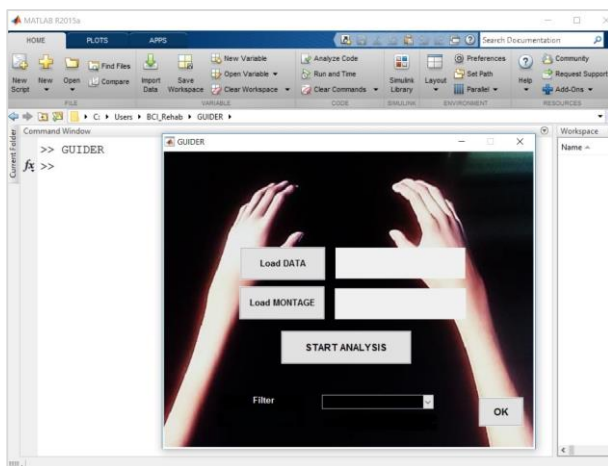 MATLAB R2015a
HOME PLOTS APPS Search Documentation
New Script New Open Find Files Compare Import Data Save Workspace New Variable Open Variable Clear Workspace Analyze Code Run and Time Clear Commands Simulink Library Layout Preferences Set Path Parallel Help Community Request Support Add-Ons
FILE VARIABLE CODE SIMULINK ENVIRONMENT RESOURCES
C: Users BCI_Rehab GUIDER
Current Folder
Command Window
Workspace
>> GUIDER
fx >>
Name
GUIDER
Load DATA
Load MONTAGE
START ANALYSIS
Filter
OK